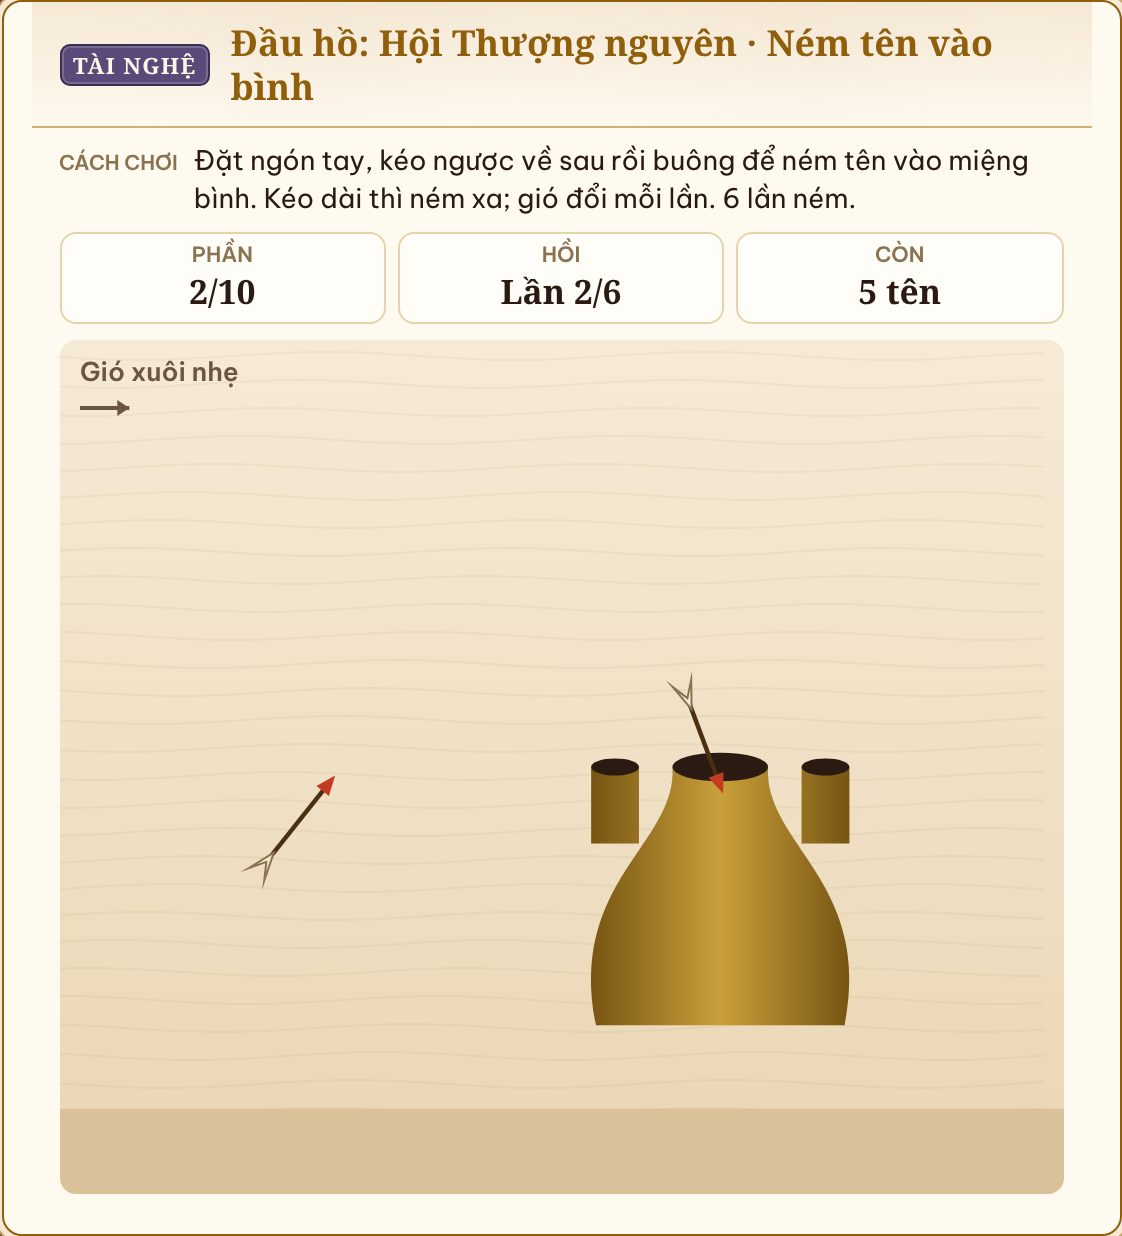 TÀI NGHỆ
Đầu hồ: Hội Thượng nguyên · Ném tên vào
bình
CÁCH CHƠI
Đặt ngón tay, kéo ngược về sau rồi buông để ném tên vào miệng
bình. Kéo dài thì ném xa; gió đổi mỗi lần. 6 lần ném.
PHẦN
2/10
HỒI
Lần 2/6
CÒN
5 tên
Gió xuôi nhẹ